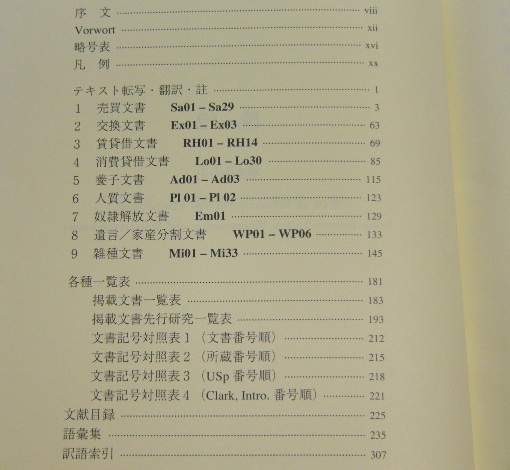 序 文 viii
Vorwort xii
略号表 xvi
凡 例 xx
テキスト転写・翻訳・註 1
1 売買文書 Sa01 – Sa29 3
2 交換文書 Ex01 – Ex03 63
3 賃貸借文書 RH01 – RH14 69
4 消費貸借文書 Lo01 – Lo30 85
5 養子文書 Ad01 – Ad03 115
6 人質文書 Pl 01 – Pl 02 123
7 奴隷解放文書 Em01 129
8 遺言／家産分割文書 WP01 – WP06 133
9 雑種文書 Mi01 – Mi33 145
各種一覧表 181
掲載文書一覧表 183
掲載文書先行研究一覧表 193
文書記号対照表1（文書番号順） 212
文書記号対照表2（所蔵番号順） 215
文書記号対照表3（USp 番号順） 218
文書記号対照表4（Clark, Intro. 番号順） 221
文献目録 225
語彙集 235
訳語索引 307